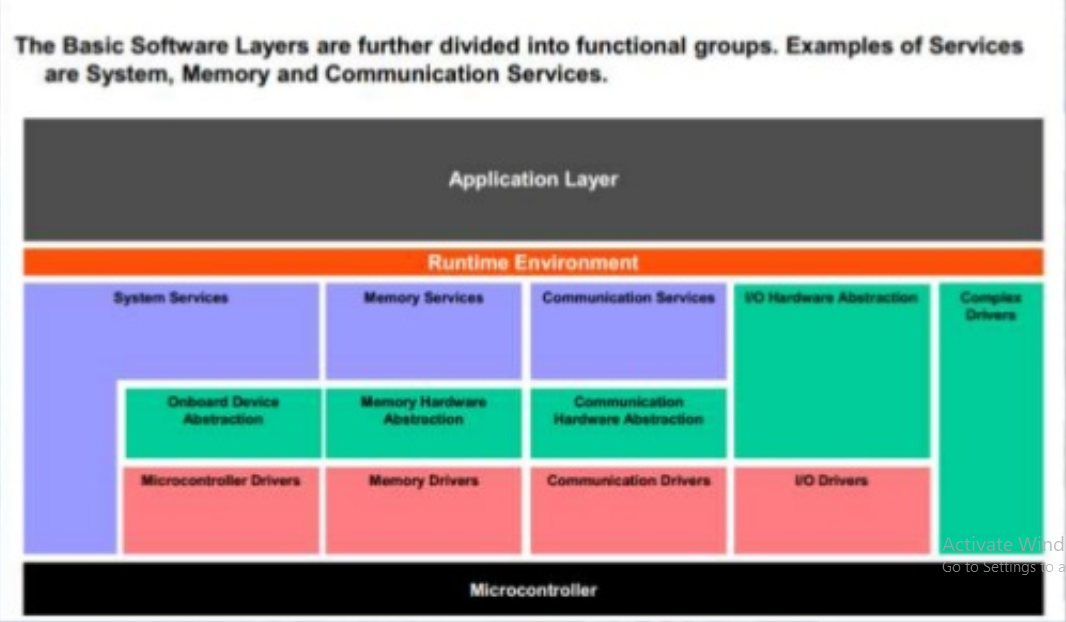 The Basic Software Layers are further divided into functional groups. Examples of Services
are System, Memory and Communication Services.
Application Layer
Runtime Environment
System Services
Memory Services
Communication Services
I/O Hardware Abstraction
Complex
Drivers
Onboard Device
Abstraction
Memory Hardware
Abstraction
Communication
Hardware Abstraction
Microcontroller Drivers
Memory Drivers
Communication Drivers
I/O Drivers
Activate Wind
Go to Settings to a
Microcontroller